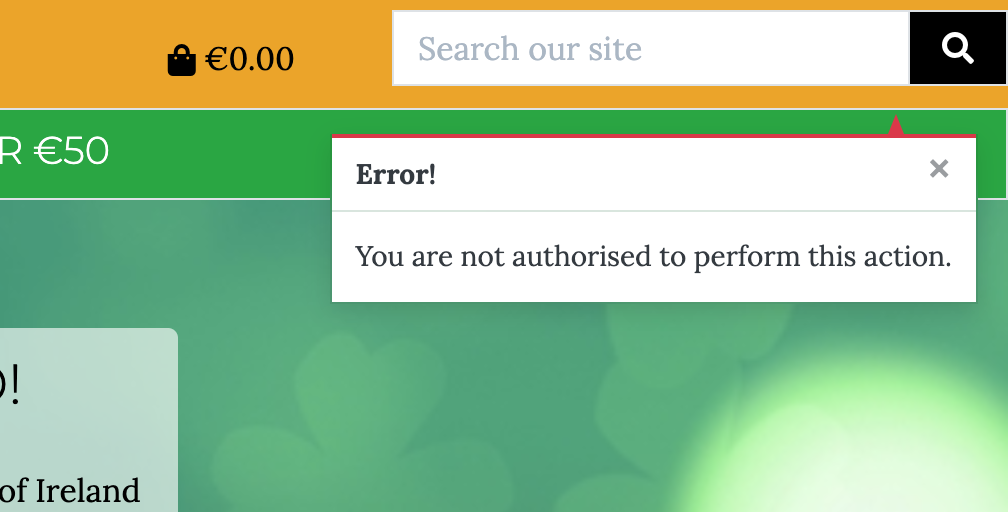 €0.00
Search our site
R €50
Error!
You are not authorised to perform this action.
!
of Ireland